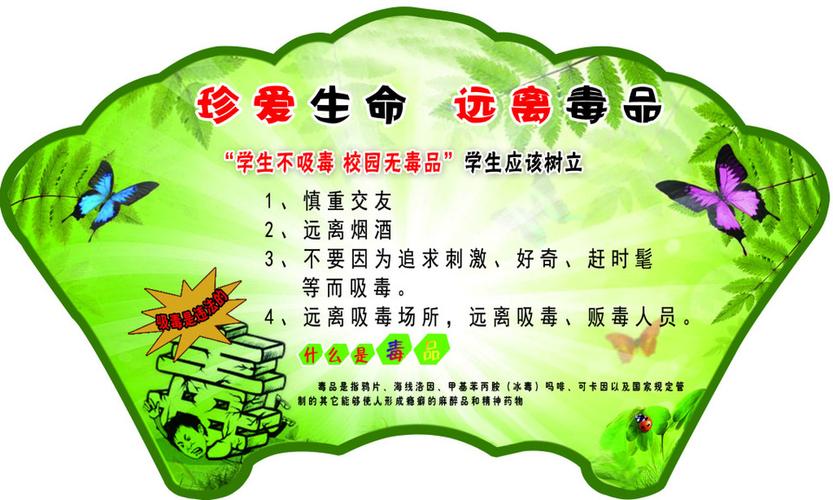 珍爱生命 远离毒品
“学生不吸毒 校园无毒品”学生应该树立
1、慎重交友
2、远离烟酒
3、不要因为追求刺激、好奇、赶时髦
等而吸毒。
4、远离吸毒场所，远离吸毒、贩毒人员。
吸毒是违法的
什么是毒品
毒品是指鸦片、海线洛因、甲基苯丙胺（冰毒）吗啡、可卡因以及国家规定管
制的其它能够使人形成瘾癖的麻醉品和精神药物